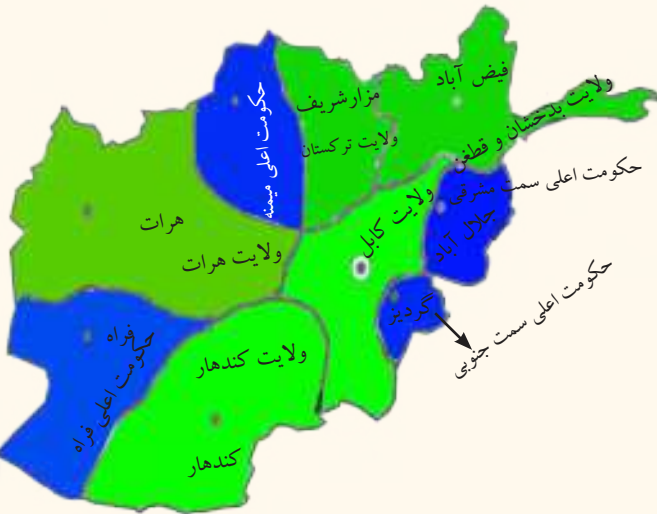 فیض آباد
ولایت بدخشان و قطغن
مزارشریف
ولایت ترکستان
حکومت اعلی میمنه
حکومت اعلی سمت مشرقی
جلال آباد
ولایت کابل
هرات
ولایت هرات
گردیز
حکومت اعلی سمت جنوبی
فراه
حکومت اعلی فراه
ولایت کندهار
کندهار